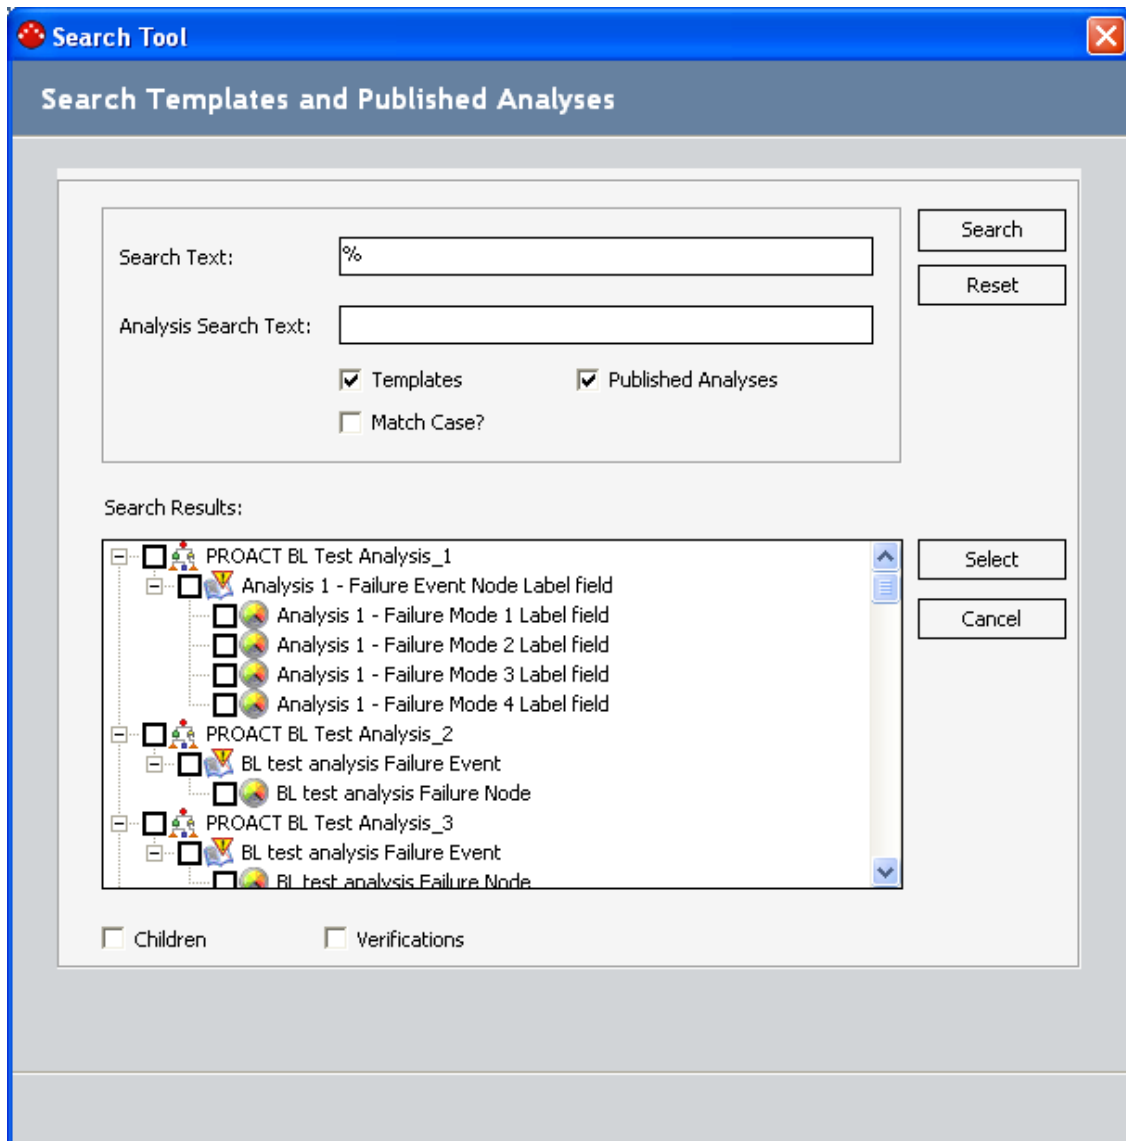 Search Tool
Search Templates and Published Analyses
Search Text: %
Search
Reset
Analysis Search Text:
Templates Published Analyses
Match Case?
Search Results:
PROACT BL Test Analysis_1
Analysis 1 - Failure Event Node Label field
Analysis 1 - Failure Mode 1 Label field
Analysis 1 - Failure Mode 2 Label field
Analysis 1 - Failure Mode 3 Label field
Analysis 1 - Failure Mode 4 Label field
PROACT BL Test Analysis_2
BL test analysis Failure Event
BL test analysis Failure Node
PROACT BL Test Analysis_3
BL test analysis Failure Event
BL test analysis Failure Node
Select
Cancel
Children Verifications